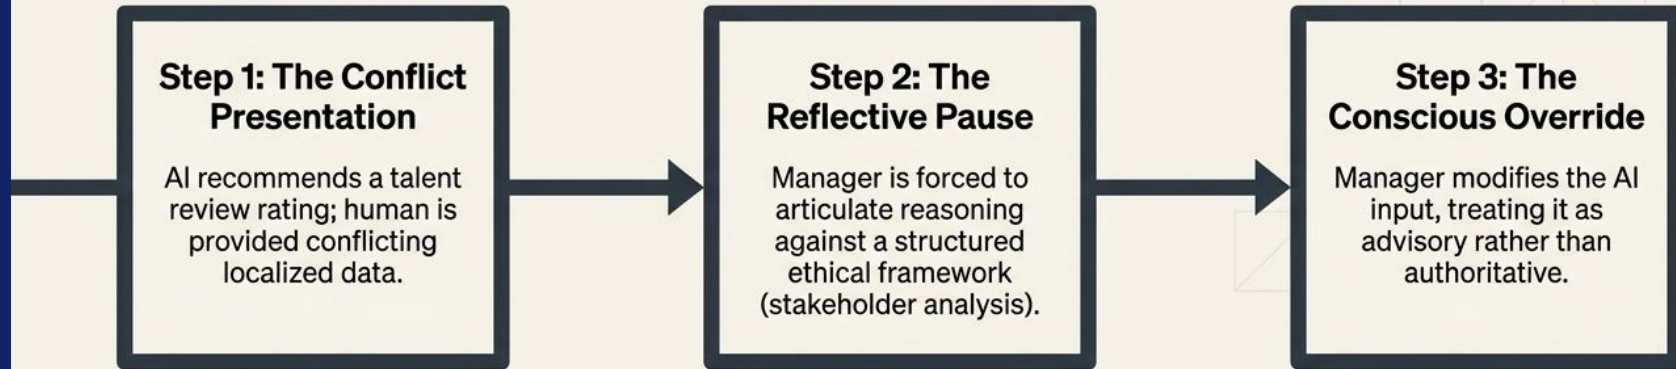 Step 1: The Conflict
Presentation
AI recommends a talent
review rating; human is
provided conflicting
localized data.
Step 2: The
Reflective Pause
Manager is forced to
articulate reasoning
against a structured
ethical framework
(stakeholder analysis).
Step 3: The
Conscious Override
Manager modifies the AI
input, treating it as
advisory rather than
authoritative.